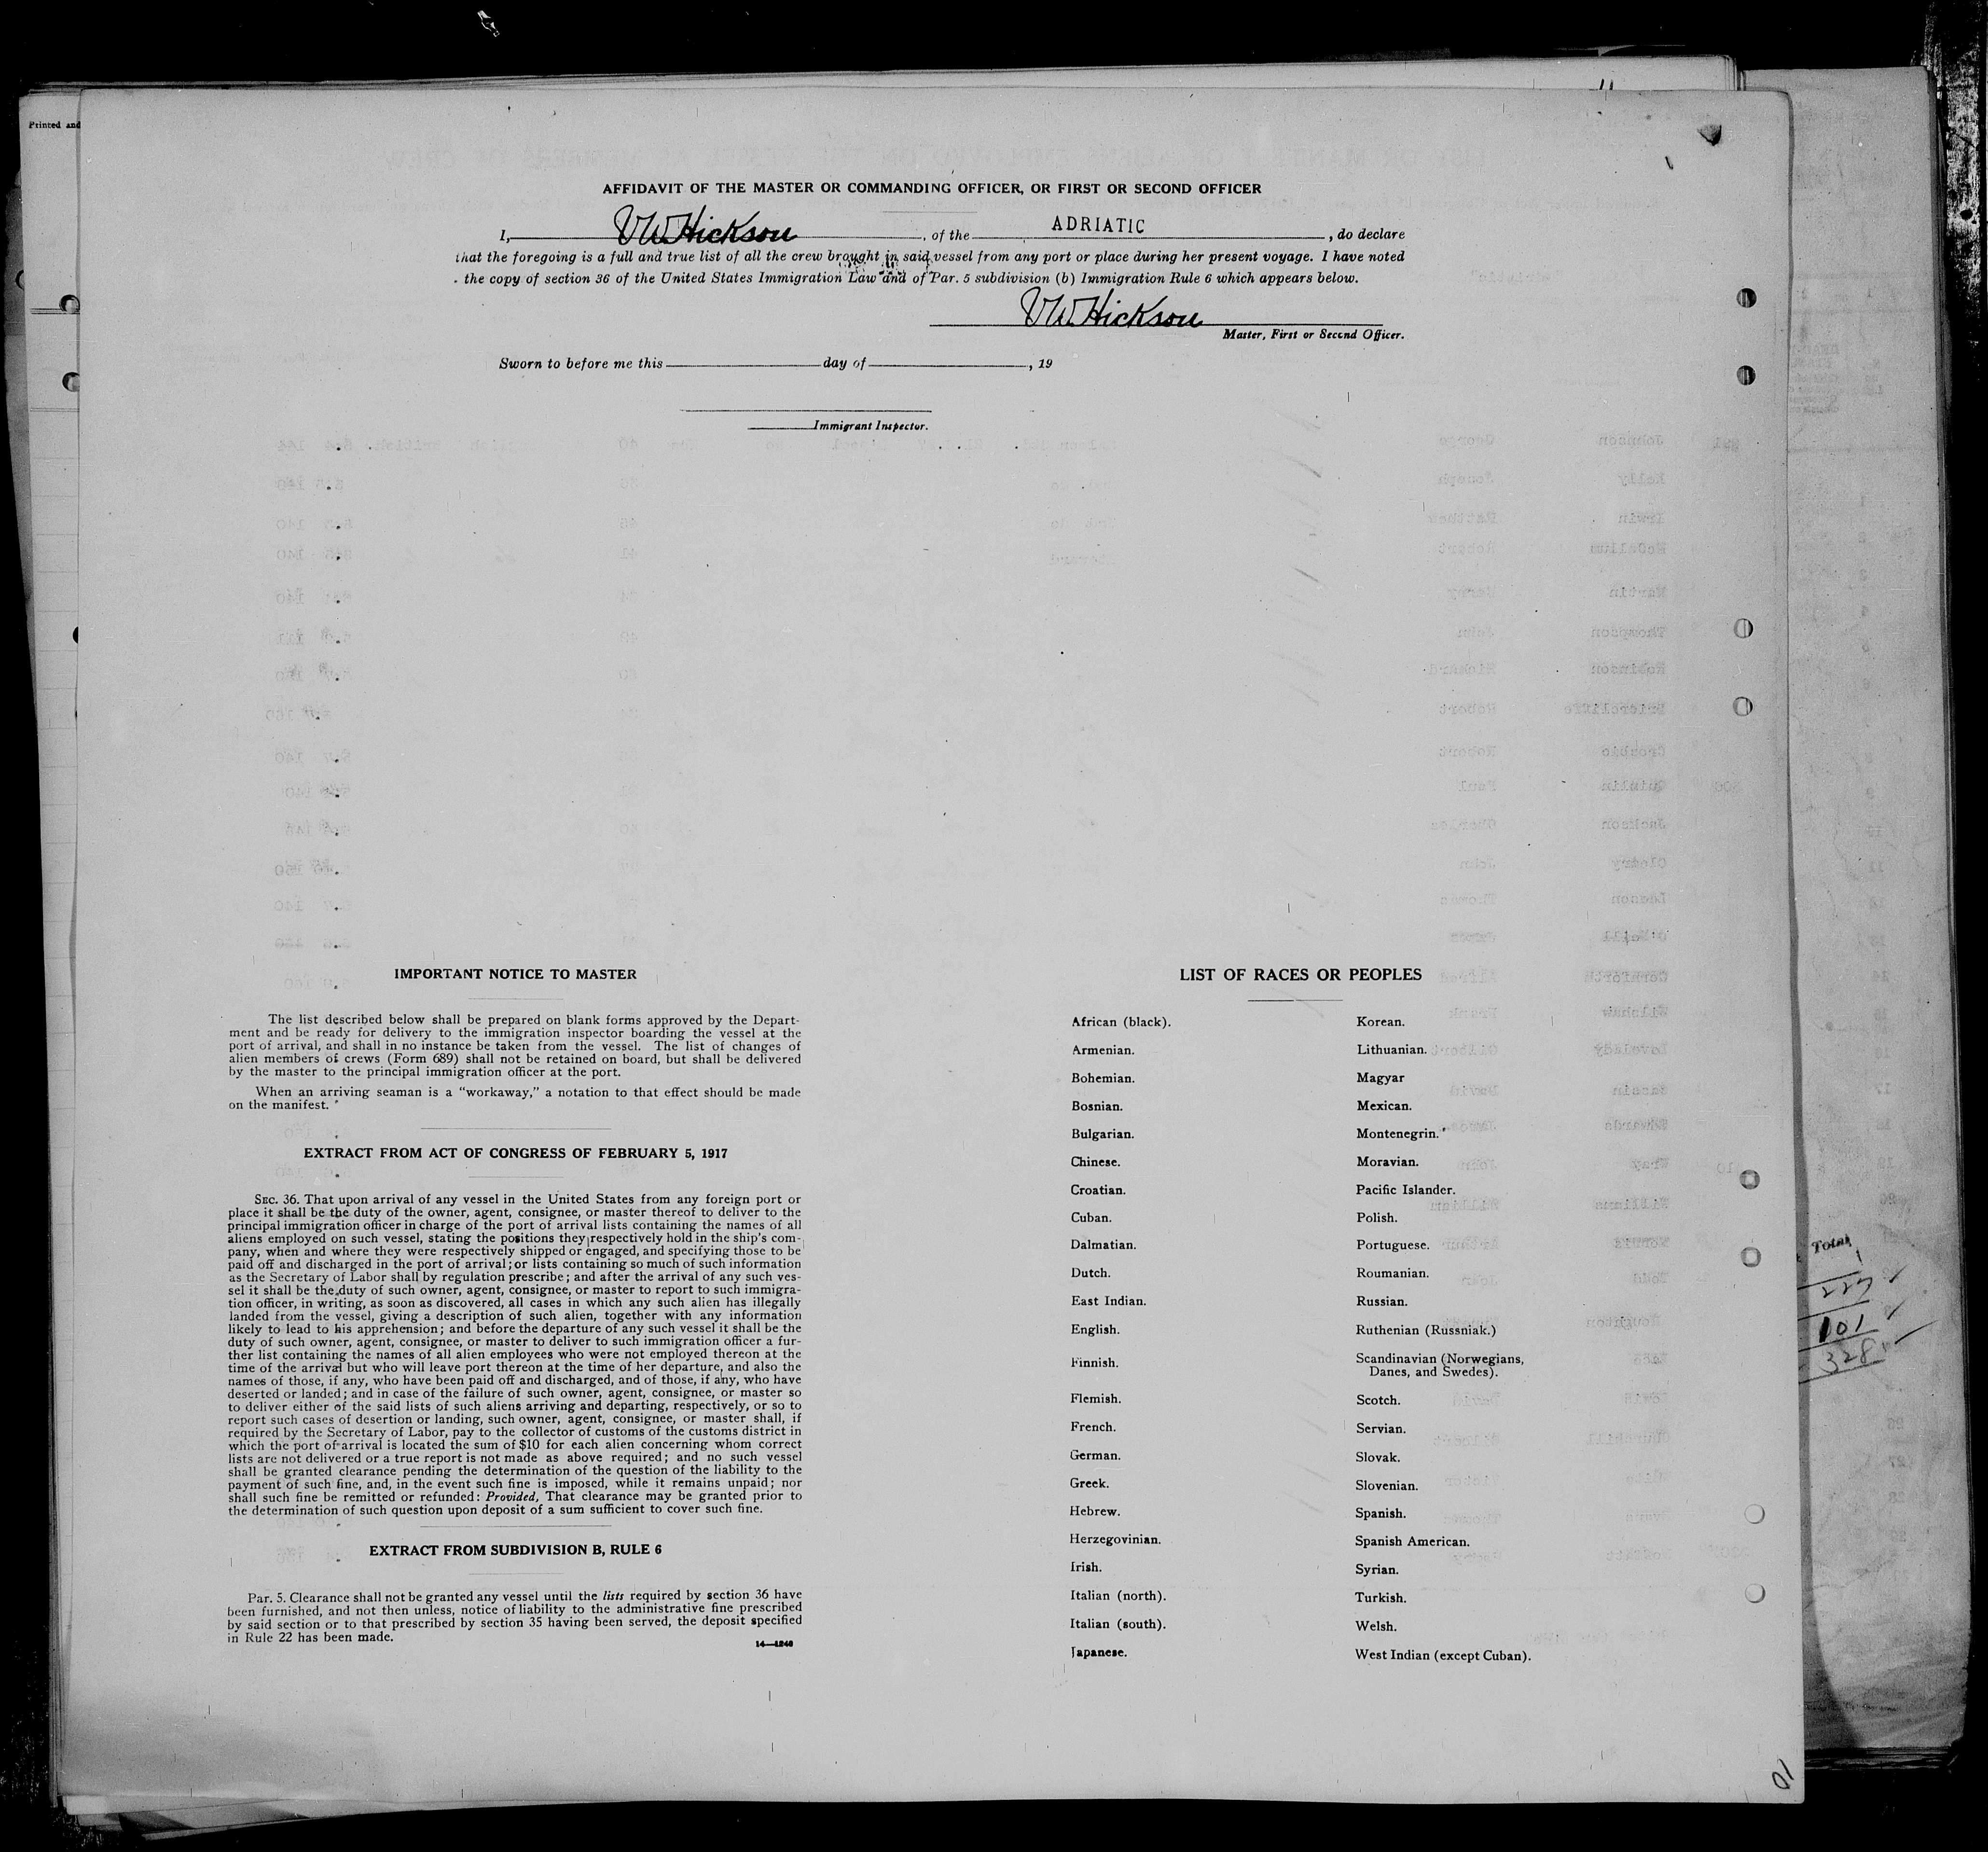 Printed and
AFFIDAVIT OF THE MASTER OR COMMANDING OFFICER, OR FIRST OR SECOND OFFICER
I, VW Hickson, of the ADRIATIC, do declare
that the foregoing is a full and true list of all the crew brought in said vessel from any port or place during her present voyage. I have noted
the copy of section 36 of the United States Immigration Law and of Par. 5 subdivision (b) Immigration Rule 6 which appears below.
VW Hickson
Master, First or Second Officer.
Sworn to before me this day of , 19
Immigrant Inspector.
IMPORTANT NOTICE TO MASTER
The list described below shall be prepared on blank forms approved by the Depart-
ment and be ready for delivery to the immigration inspector boarding the vessel at the
port of arrival, and shall in no instance be taken from the vessel. The list of changes of
alien members of crews (Form 689) shall not be retained on board, but shall be delivered
by the master to the principal immigration officer at the port.
When an arriving seaman is a "workaway," a notation to that effect should be made
on the manifest.
EXTRACT FROM ACT OF CONGRESS OF FEBRUARY 5, 1917
SEC. 36. That upon arrival of any vessel in the United States from any foreign port or
place it shall be the duty of the owner, agent, consignee, or master thereof to deliver to the
principal immigration officer in charge of the port of arrival lists containing the names of all
aliens employed on such vessel, stating the positions they respectively hold in the ship's com-
pany, when and where they were respectively shipped or engaged, and specifying those to be
paid off and discharged in the port of arrival; or lists containing so much of such information
as the Secretary of Labor shall by regulation prescribe; and after the arrival of any such ves-
sel it shall be the duty of such owner, agent, consignee, or master to report to such immigra-
tion officer, in writing, as soon as discovered, all cases in which any such alien has illegally
landed from the vessel, giving a description of such alien, together with any information
likely to lead to his apprehension; and before the departure of any such vessel it shall be the
duty of such owner, agent, consignee, or master to deliver to such immigration officer a fur-
ther list containing the names of all alien employees who were not employed thereon at the
time of the arrival but who will leave port thereon at the time of her departure, and also the
names of those, if any, who have been paid off and discharged, and of those, if any, who have
deserted or landed; and in case of the failure of such owner, agent, consignee, or master so
to deliver either of the said lists of such aliens arriving and departing, respectively, or so to
report such cases of desertion or landing, such owner, agent, consignee, or master shall, if
required by the Secretary of Labor, pay to the collector of customs of the customs district in
which the port of arrival is located the sum of $10 for each alien concerning whom correct
lists are not delivered or a true report is not made as above required; and no such vessel
shall be granted clearance pending the determination of the question of the liability to the
payment of such fine, and, in the event such fine is imposed, while it remains unpaid; nor
shall such fine be remitted or refunded: Provided, That clearance may be granted prior to
the determination of such question upon deposit of a sum sufficient to cover such fine.
EXTRACT FROM SUBDIVISION B, RULE 6
Par. 5. Clearance shall not be granted any vessel until the lists required by section 36 have
been furnished, and not then unless, notice of liability to the administrative fine prescribed
by said section or to that prescribed by section 35 having been served, the deposit specified
in Rule 22 has been made.
14—1240
LIST OF RACES OR PEOPLES
African (black).
Armenian.
Bohemian.
Bosnian.
Bulgarian.
Chinese.
Croatian.
Cuban.
Dalmatian.
Dutch.
East Indian.
English.
Finnish.
Flemish.
French.
German.
Greek.
Hebrew.
Herzegovinian.
Irish.
Italian (north).
Italian (south).
Japanese.
Korean.
Lithuanian.
Magyar
Mexican.
Montenegrin.
Moravian.
Pacific Islander.
Polish.
Portuguese.
Roumanian.
Russian.
Ruthenian (Russniak.)
Scandinavian (Norwegians,
Danes, and Swedes).
Scotch.
Servian.
Slovak.
Slovenian.
Spanish.
Spanish American.
Syrian.
Turkish.
Welsh.
West Indian (except Cuban).
Total
227
101
328
10